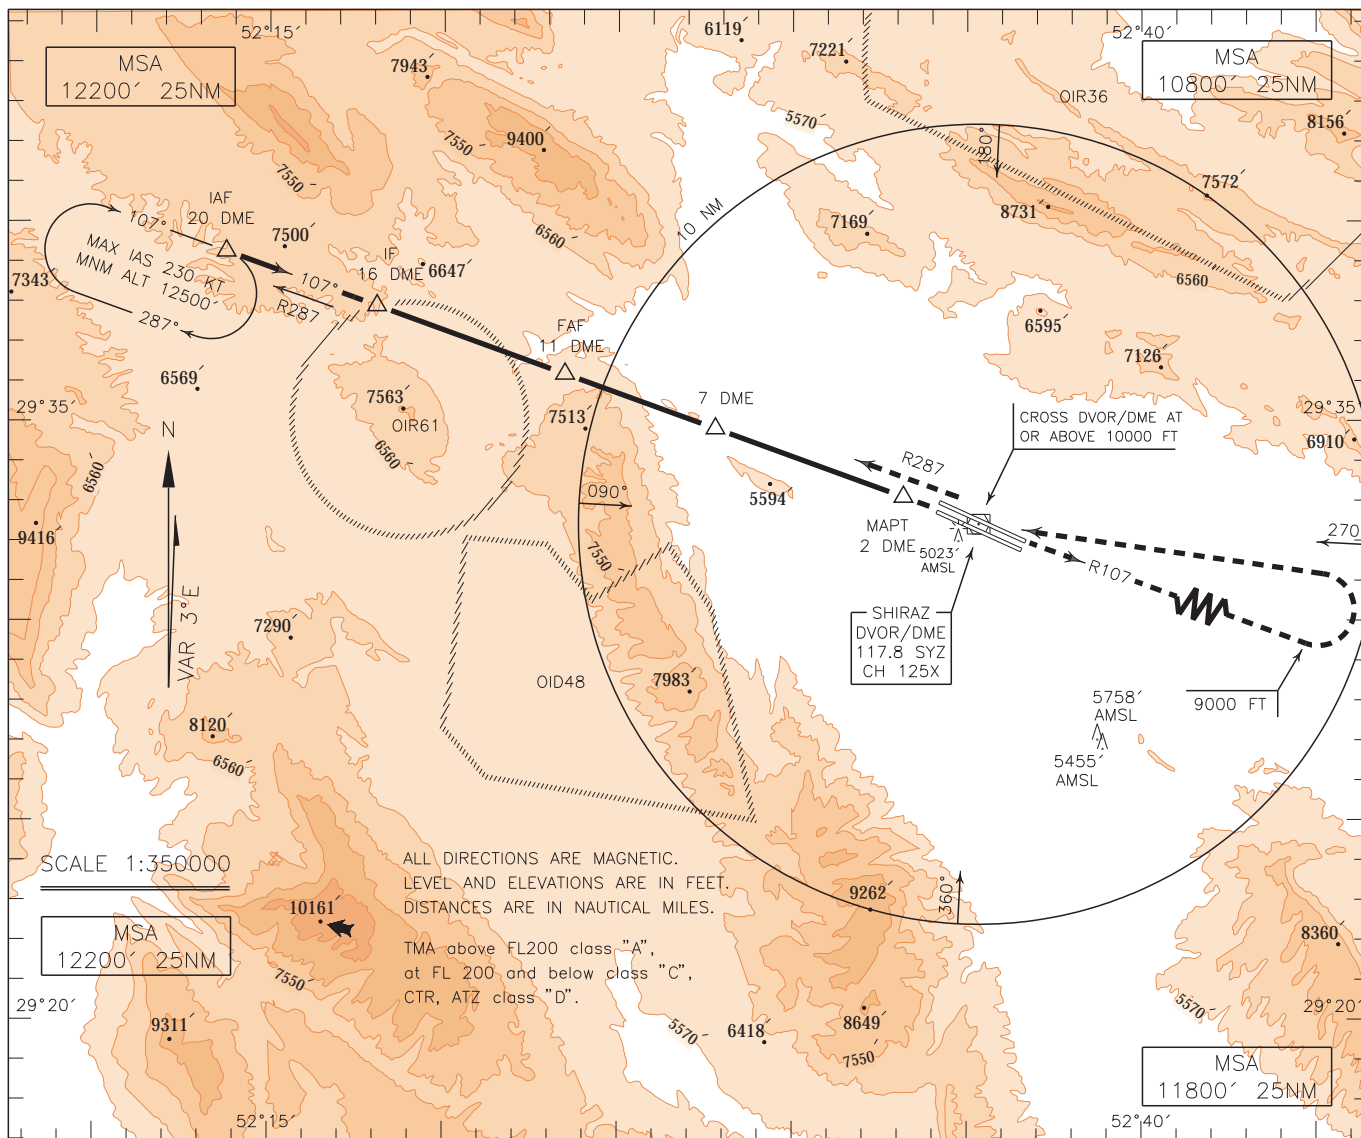 52°15′
6119′
7221′
52°40′
MSA
12200′ 25NM
7943′
MSA
10800′ 25NM
OIR36
8156′
5570
7550
9400′
180°
7550
7572′
IAF
20 DME
107°
8731
7169′
10 NM
7500′
6560
IF
16 DME
6647′
MAX IAS 230 KT
MNM ALT 12500′
7343′
107°
R287
6560
287°
6595′
FAF
11 DME
7126′
6569′
7 DME
7563′
OIR61
7513′
29°35′
29°35′
CROSS DVOR/DME AT
OR ABOVE 10000 FT
N
6910′
6560
6560
R287
090°
5594′
9416′
MAPT
2 DME
5023′
AMSL
270
7550
R107
VAR 3°E
SHIRAZ
DVOR/DME
117.8 SYZ
CH 125X
7290′
OID48
7983′
9000 FT
5758′
AMSL
8120′
5455′
AMSL
6560
SCALE 1:350000
ALL DIRECTIONS ARE MAGNETIC.
LEVEL AND ELEVATIONS ARE IN FEET.
DISTANCES ARE IN NAUTICAL MILES.
9262′
360°
10161′
MSA
12200′ 25NM
8360′
TMA above FL200 class "A",
at FL 200 and below class "C",
CTR, ATZ class "D".
7550
29°20′
29°20′
5570
9311′
5570
6418′
8649′
7550
MSA
11800′ 25NM
52°15′
52°40′